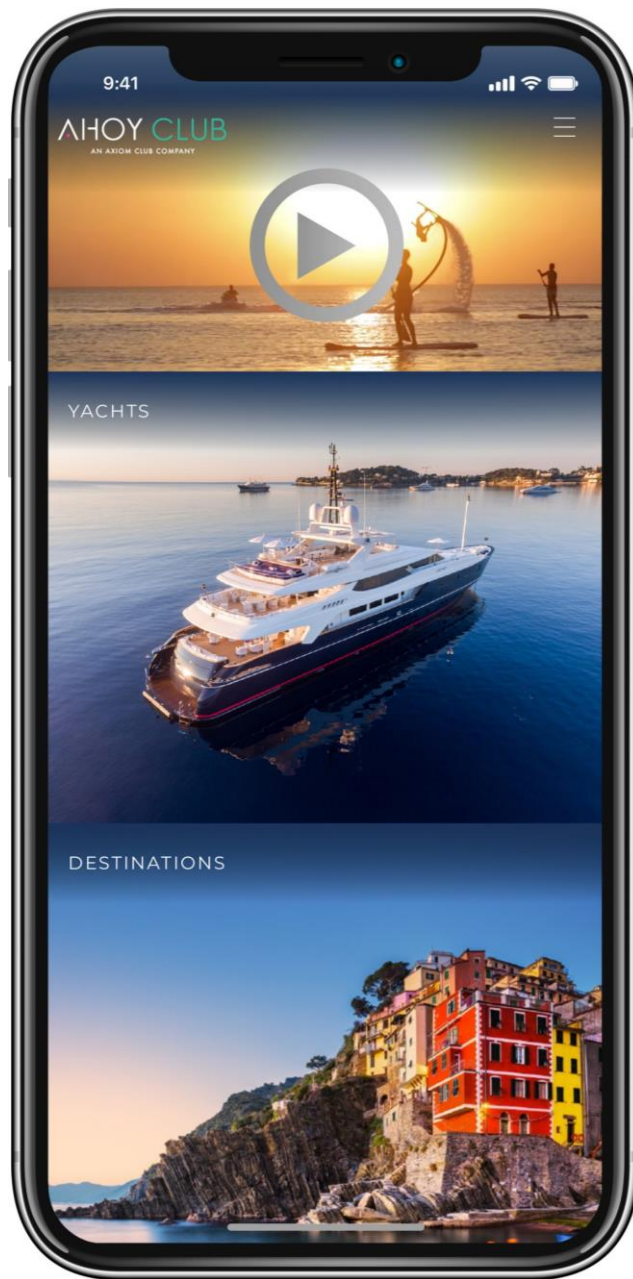 9:41
AHOY CLUB
AN AXIOM CLUB COMPANY
YACHTS
DESTINATIONS